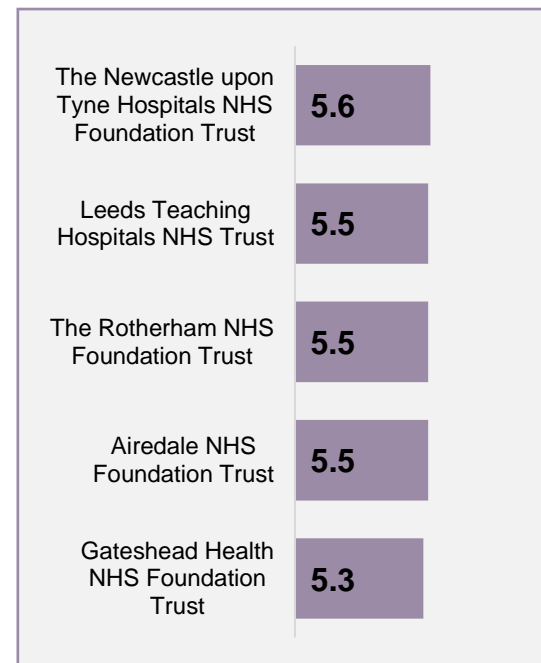 The Newcastle upon
Tyne Hospitals NHS
Foundation Trust
5.6
Leeds Teaching
Hospitals NHS Trust
5.5
The Rotherham NHS
Foundation Trust
5.5
Airedale NHS
Foundation Trust
5.5
Gateshead Health
NHS Foundation
Trust
5.3